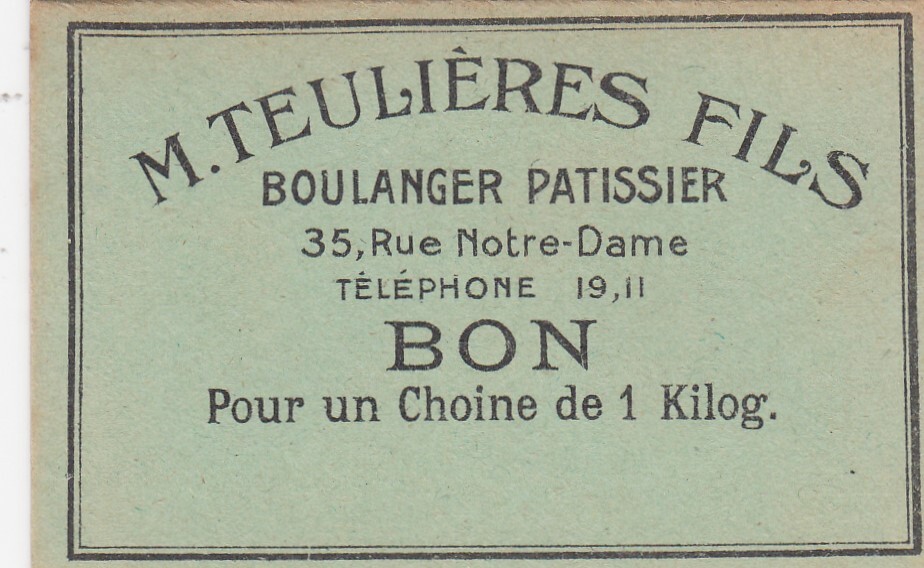 M. TEULIÈRES FILS
BOULANGER PATISSIER
35, Rue Notre-Dame
TÉLÉPHONE 19,11
BON
Pour un Choine de 1 Kilog.